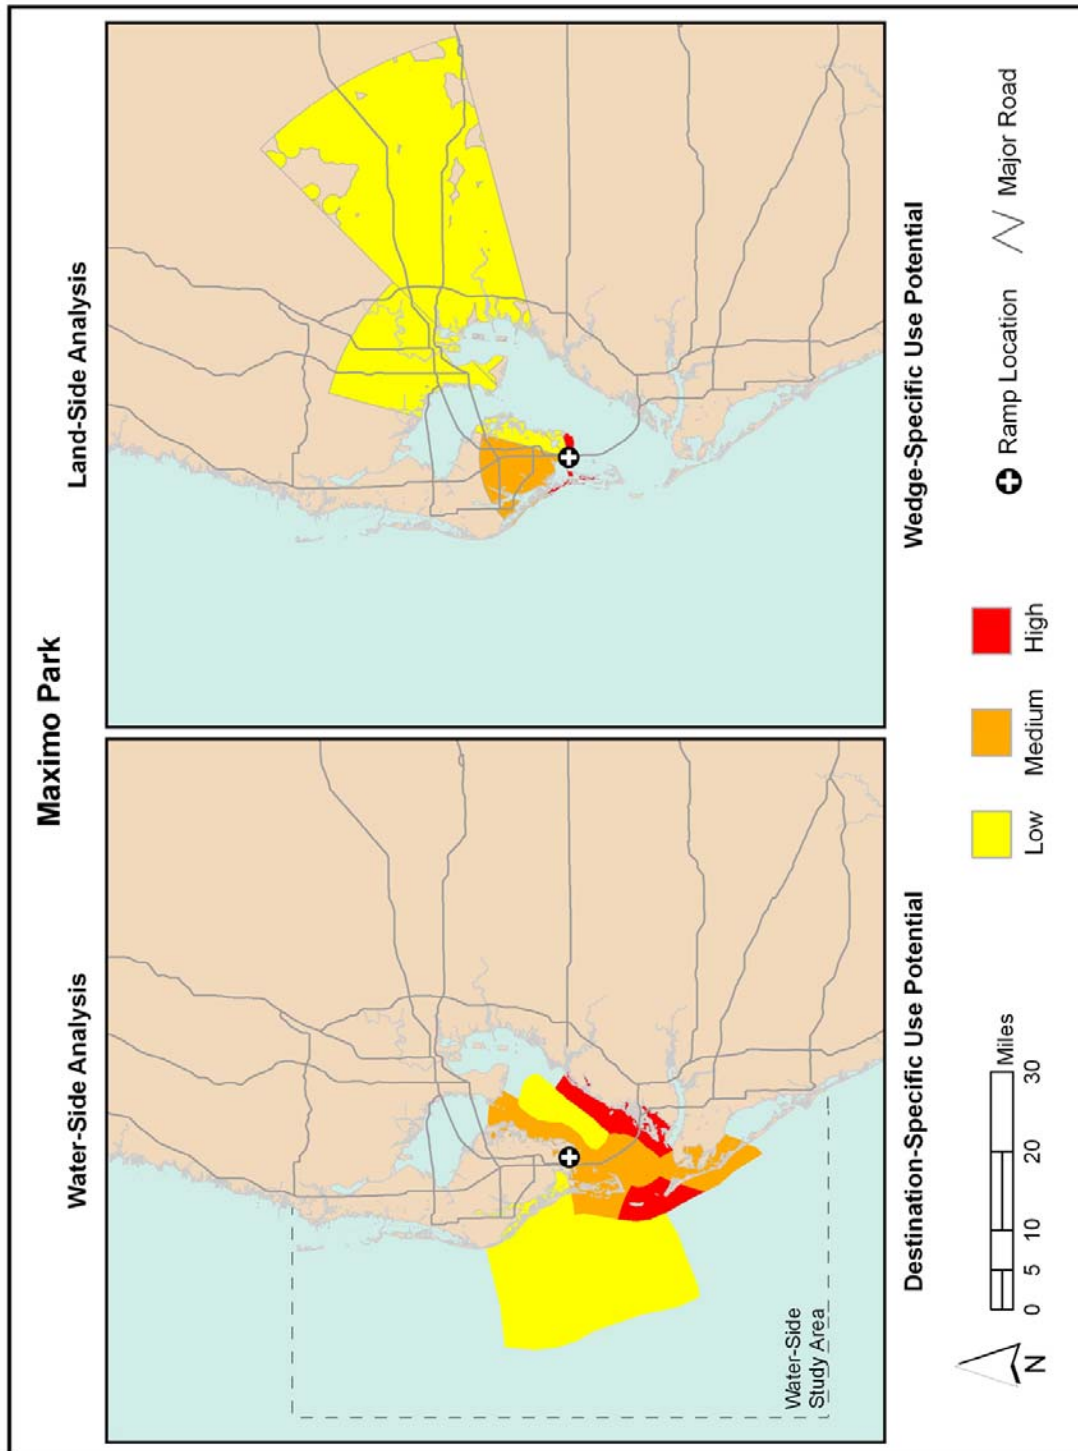 Maximo Park
Water-Side Analysis
Land-Side Analysis
Water-Side
Study Area
Destination-Specific Use Potential
Wedge-Specific Use Potential
N
0 5 10 20 30
Miles
Low
Medium
High
Ramp Location
Major Road